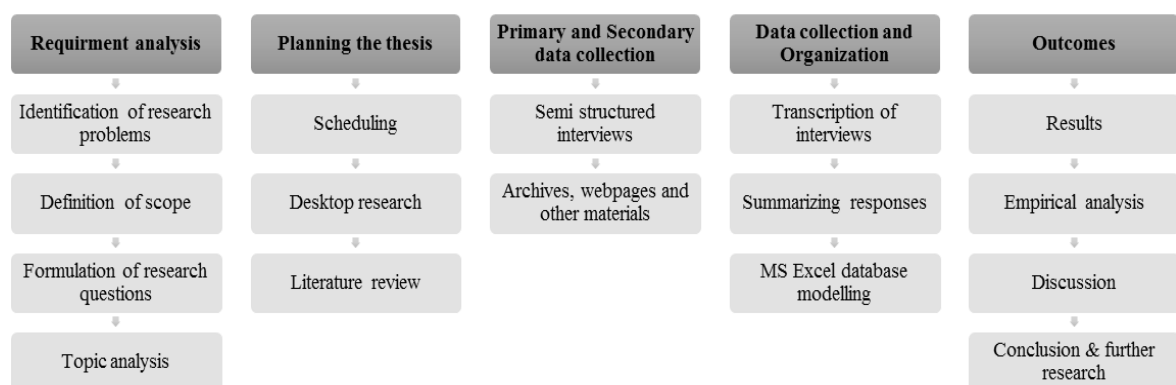 Requirment analysis
Identification of research
problems
Definition of scope
Formulation of research
questions
Topic analysis
Planning the thesis
Scheduling
Desktop research
Literature review
Primary and Secondary
data collection
Semi structured
interviews
Archives, webpages and
other materials
Data collection and
Organization
Transcription of
interviews
Summarizing responses
MS Excel database
modelling
Outcomes
Results
Empirical analysis
Discussion
Conclusion & further
research